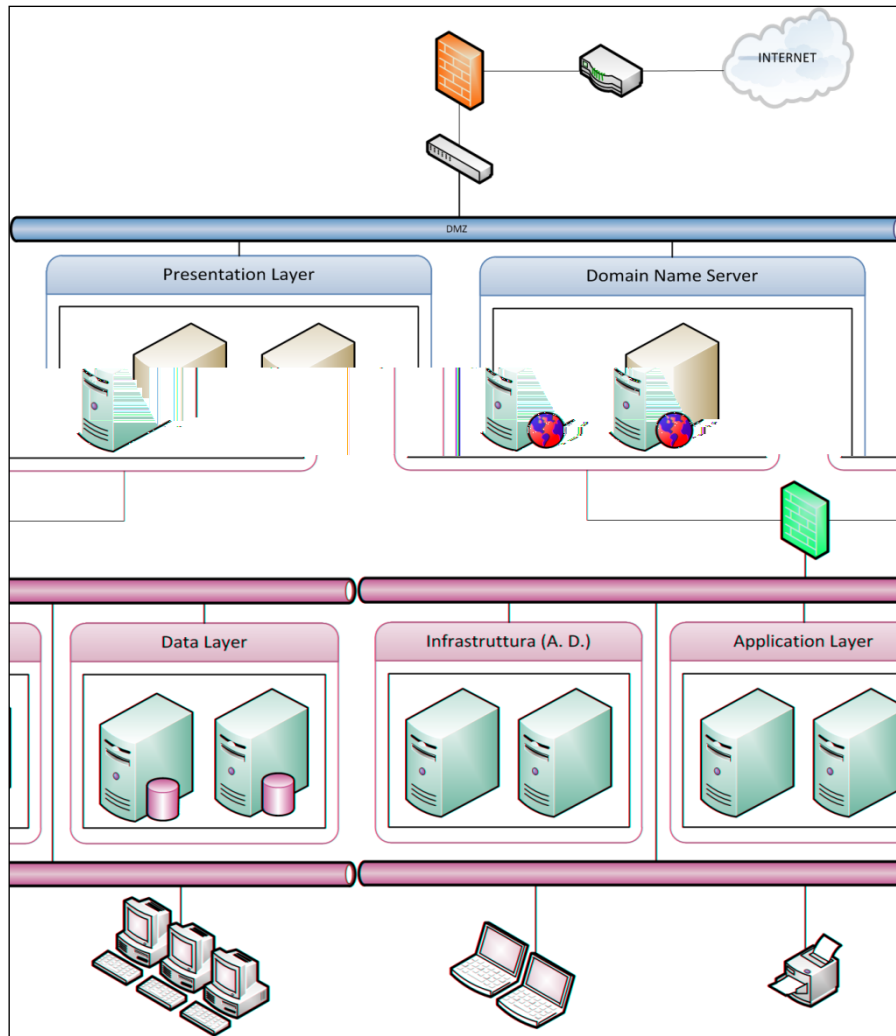 INTERNET
DMZ
Presentation Layer
Domain Name Server
Data Layer
Infrastruttura (A. D.)
Application Layer